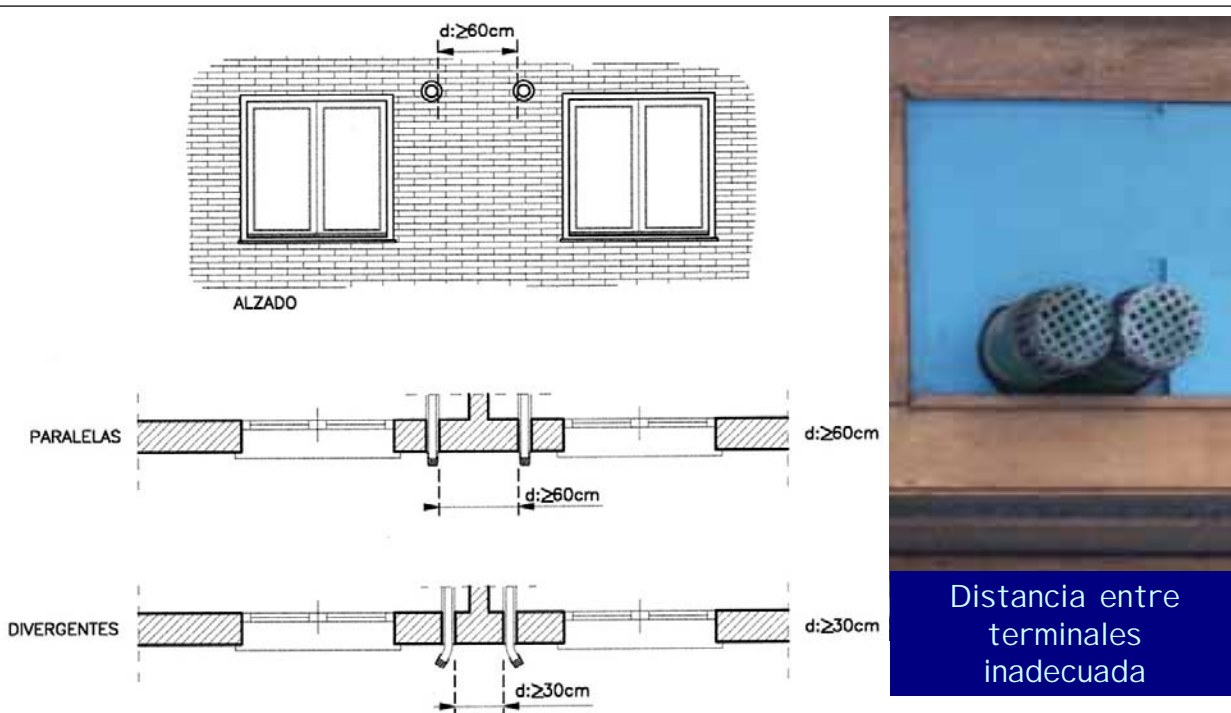 d:≥60cm
ALZADO
PARALELAS
d:≥60cm
d:≥60cm
DIVERGENTES
d:≥30cm
d:≥30cm
Distancia entre
terminales
inadecuada